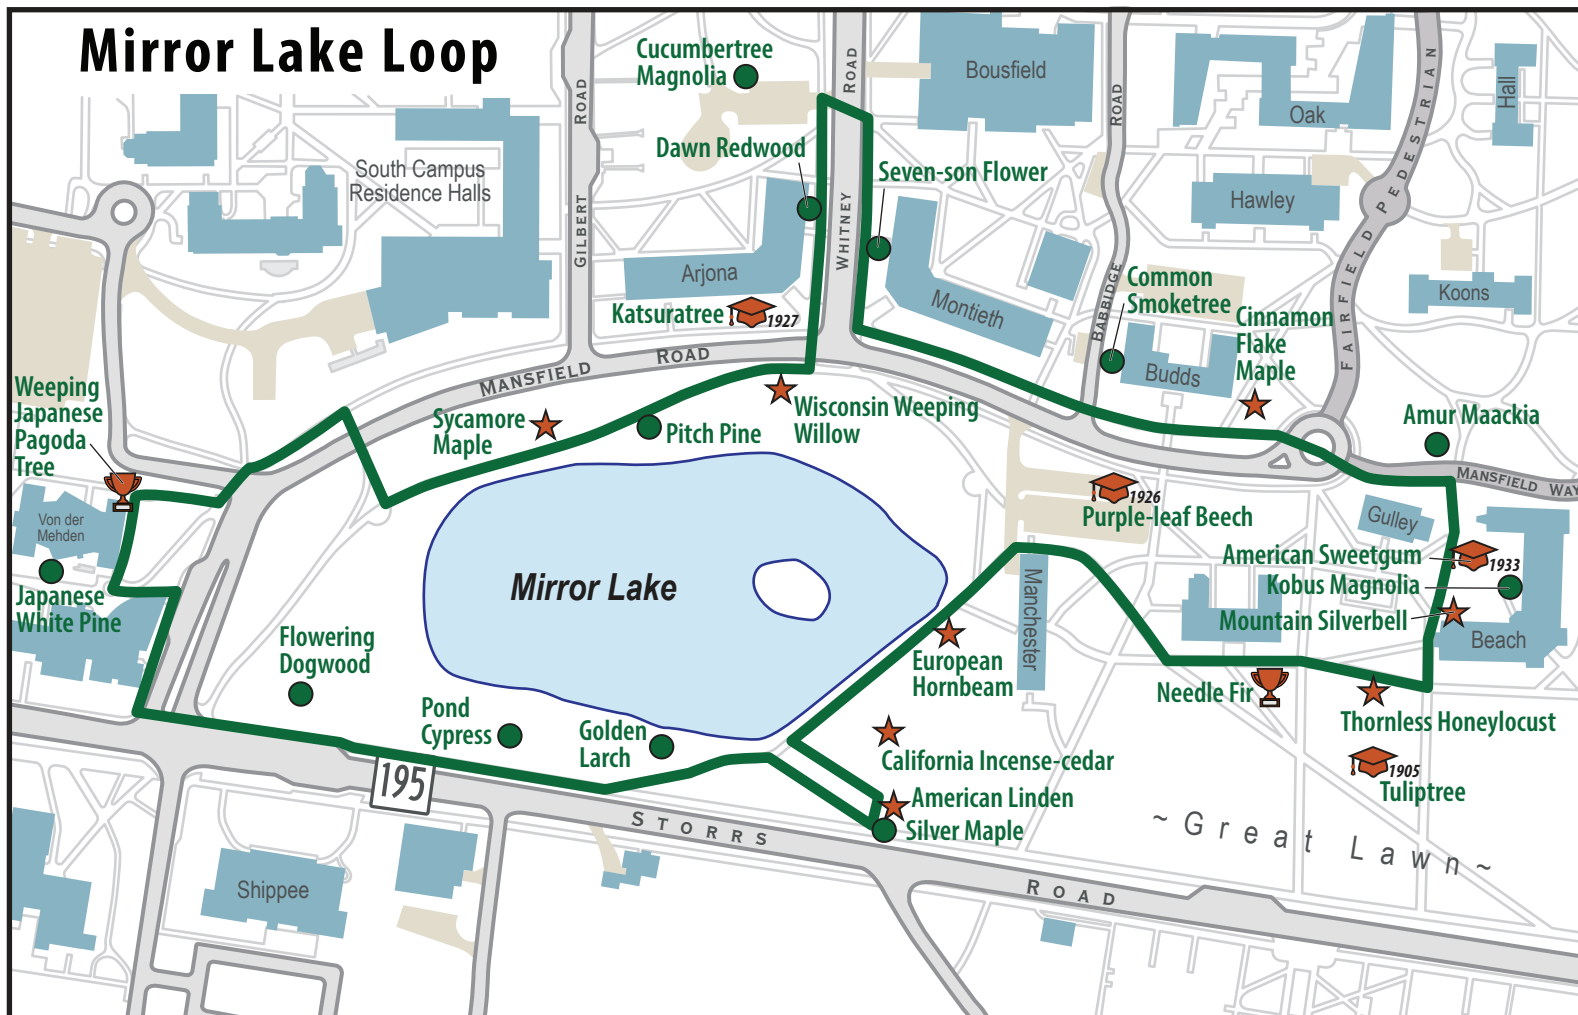 Mirror Lake Loop
Cucumbertree
Magnolia
ROAD
ROAD
Bousfield
ROAD
Oak
Hall
South Campus
Residence Halls
Dawn Redwood
Seven-son Flower
Hawley
FAIRFIELD PEDESTRIAN
GILBERT
WHITNEY
Arjona
Montieth
BABBIDGE
Common
Smoketree
Koons
Katsuratree
1927
Cinnamon
Flake
Maple
Budds
MANSFIELD ROAD
Weeping
Japanese
Pagoda
Tree
Sycamore
Maple
Pitch Pine
Wisconsin Weeping
Willow
Amur Maackia
MANSFIELD WAY
1926
Purple-leaf Beech
Gulley
Von der
Mehden
American Sweetgum
1933
Kobus Magnolia
Mountain Silverbell
Beach
Japanese
White Pine
Mirror Lake
Manchester
Flowering
Dogwood
European
Hornbeam
Needle Fir
Thornless Honeylocust
Pond
Cypress
Golden
Larch
California Incense-cedar
1905
Tuliptree
195
American Linden
Silver Maple
~Great Lawn~
STORRS ROAD
Shippee